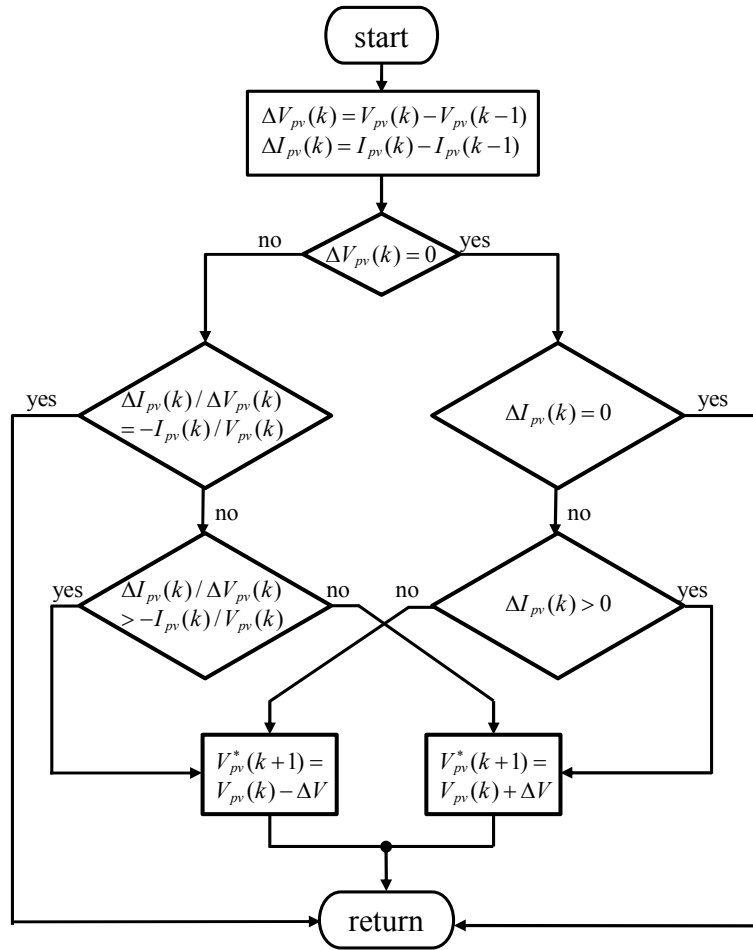 start
ΔV_pv(k) = V_pv(k) − V_pv(k−1)
ΔI_pv(k) = I_pv(k) − I_pv(k−1)
no
yes
ΔV_pv(k) = 0
yes
ΔI_pv(k) / ΔV_pv(k)
= −I_pv(k) / V_pv(k)
ΔI_pv(k) = 0
yes
no
no
yes
ΔI_pv(k) / ΔV_pv(k)
> −I_pv(k) / V_pv(k)
no
no
ΔI_pv(k) > 0
yes
V*_pv(k+1) =
V_pv(k) − ΔV
V*_pv(k+1) =
V_pv(k) + ΔV
return